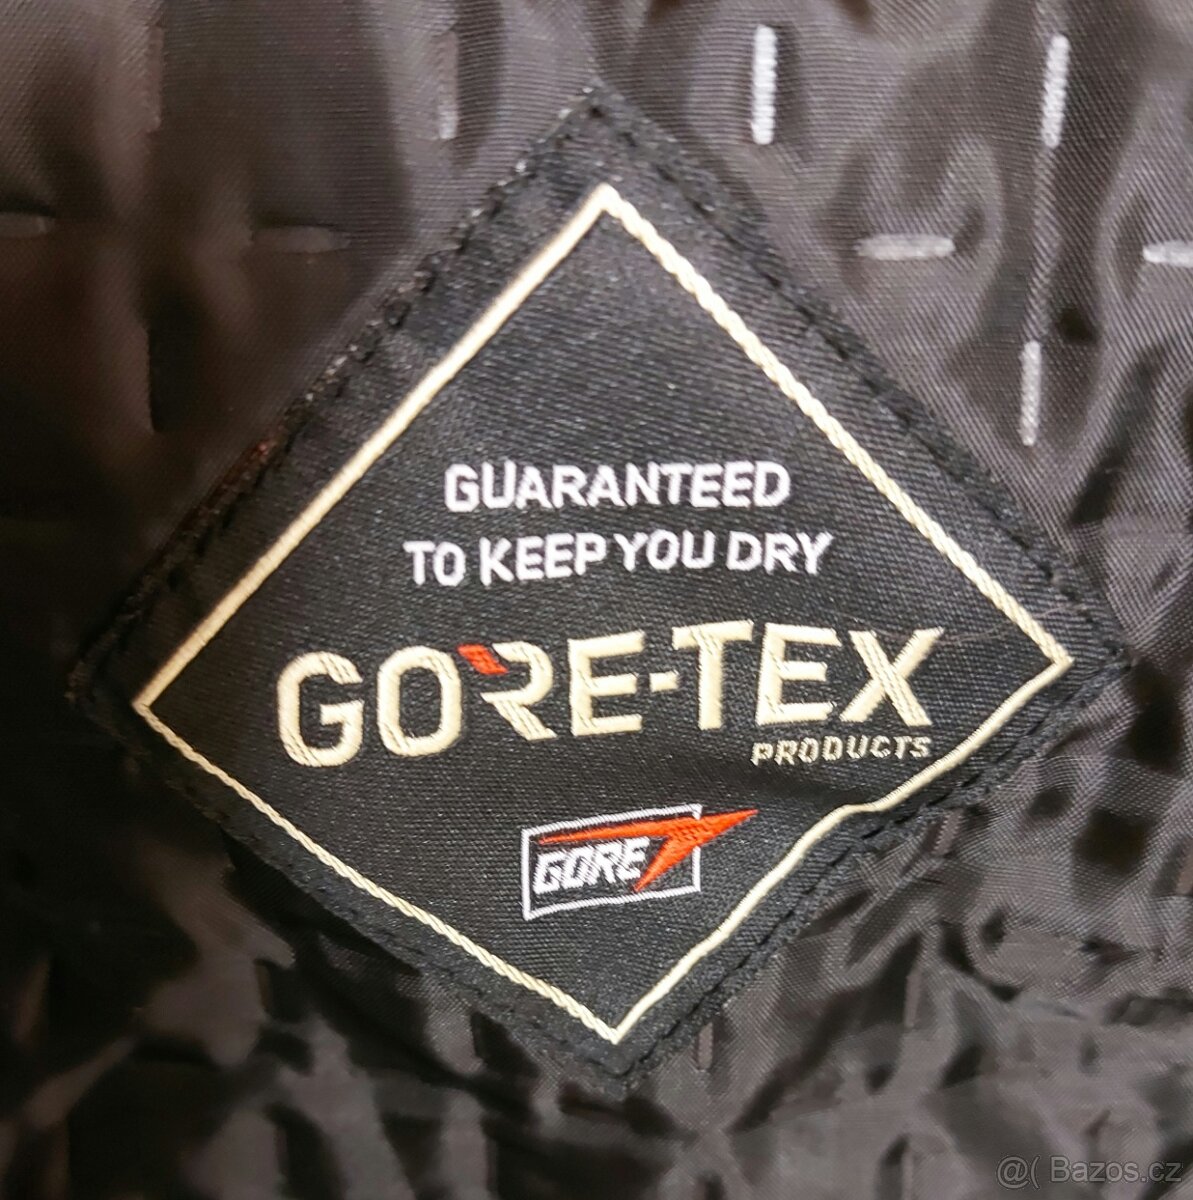 GUARANTEED
TO KEEP YOU DRY
GORE-TEX
PRODUCTS
GORE
@( Bazos.cz